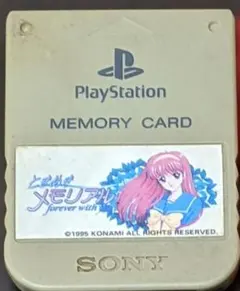 PlayStation
MEMORY CARD
ときめき
メモリアル
forever with
©1995 KONAMI ALL RIGHTS RESERVED.
SONY